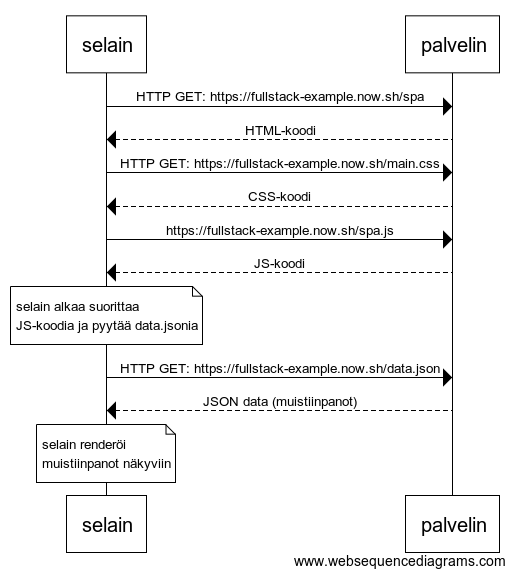 selain
palvelin
HTTP GET: https://fullstack-example.now.sh/spa
HTML-koodi
HTTP GET: https://fullstack-example.now.sh/main.css
CSS-koodi
https://fullstack-example.now.sh/spa.js
JS-koodi
selain alkaa suorittaa
JS-koodia ja pyytää data.jsonia
HTTP GET: https://fullstack-example.now.sh/data.json
JSON data (muistiinpanot)
selain renderöi
muistiinpanot näkyviin
selain
palvelin
www.websequencediagrams.com